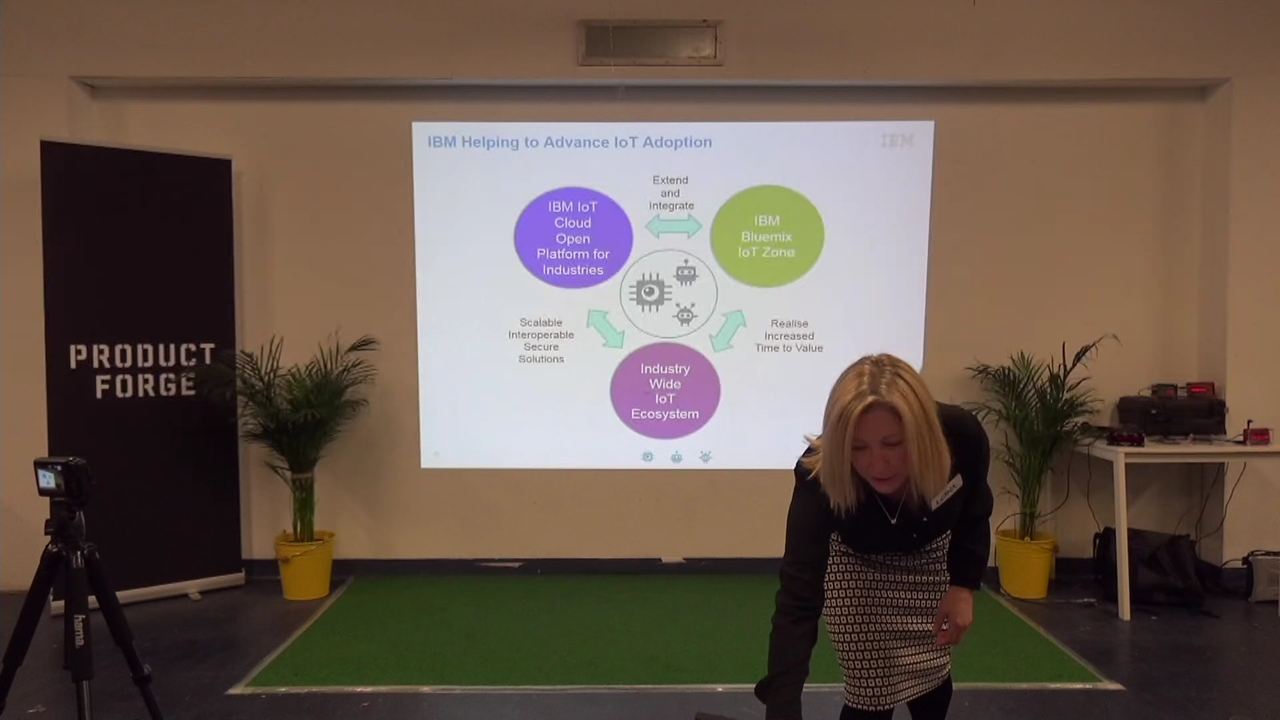 IBM Helping to Advance IoT Adoption
IBM
Extend
and
Integrate
IBM IoT
Cloud
Open
Platform for
Industries
IBM
Bluemix
IoT Zone
Scalable
Interoperable
Secure
Solutions
Realise
Increased
Time to Value
Industry
Wide
IoT
Ecosystem
PRODUCT
FORGE
hama